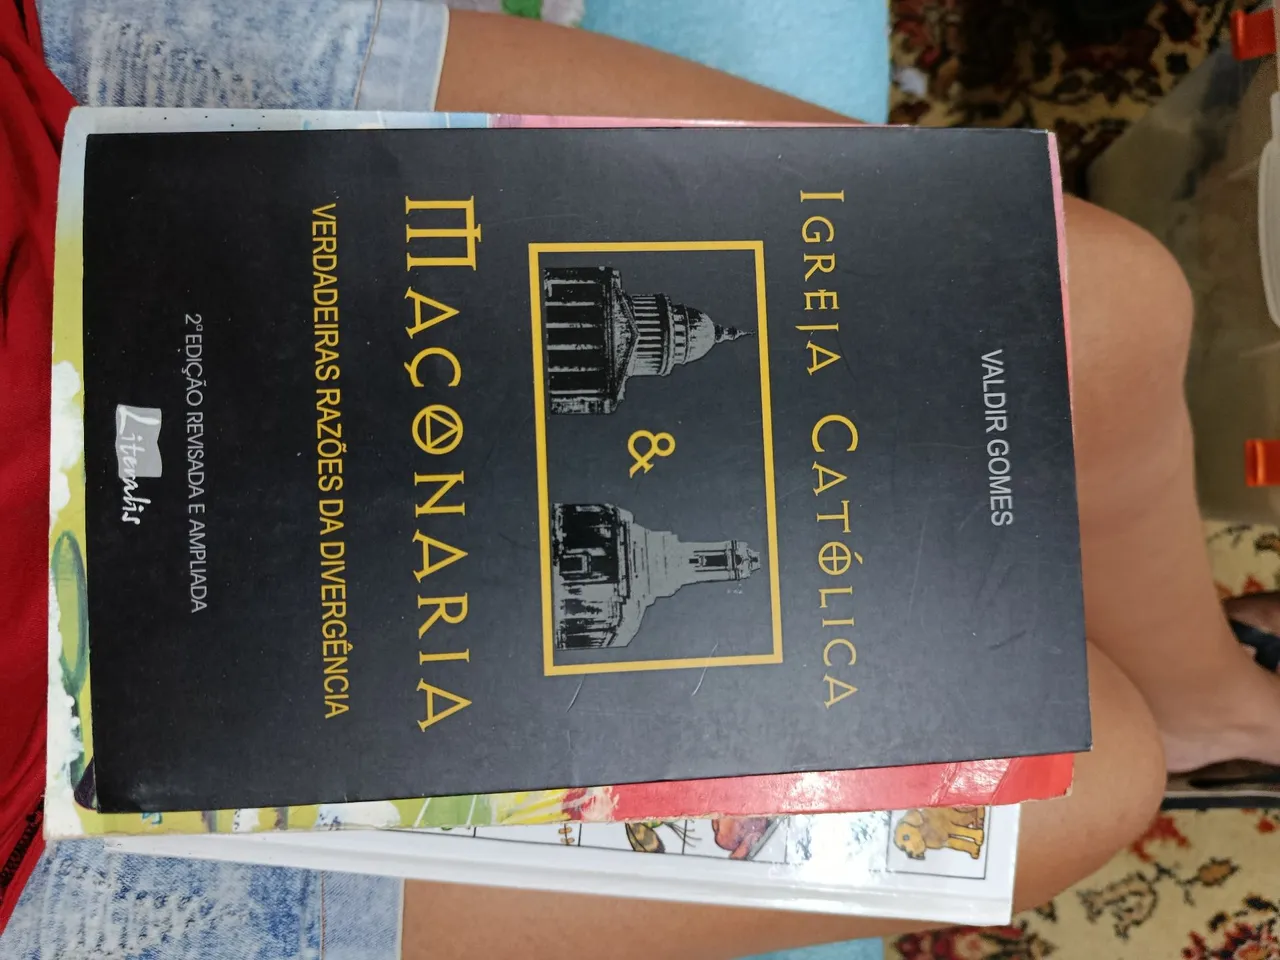 VALDIR GOMES
IGREJA CATÓLICA
&
MAÇONARIA
VERDADEIRAS RAZÕES DA DIVERGÊNCIA
2ª EDIÇÃO REVISADA E AMPLIADA
Literalis